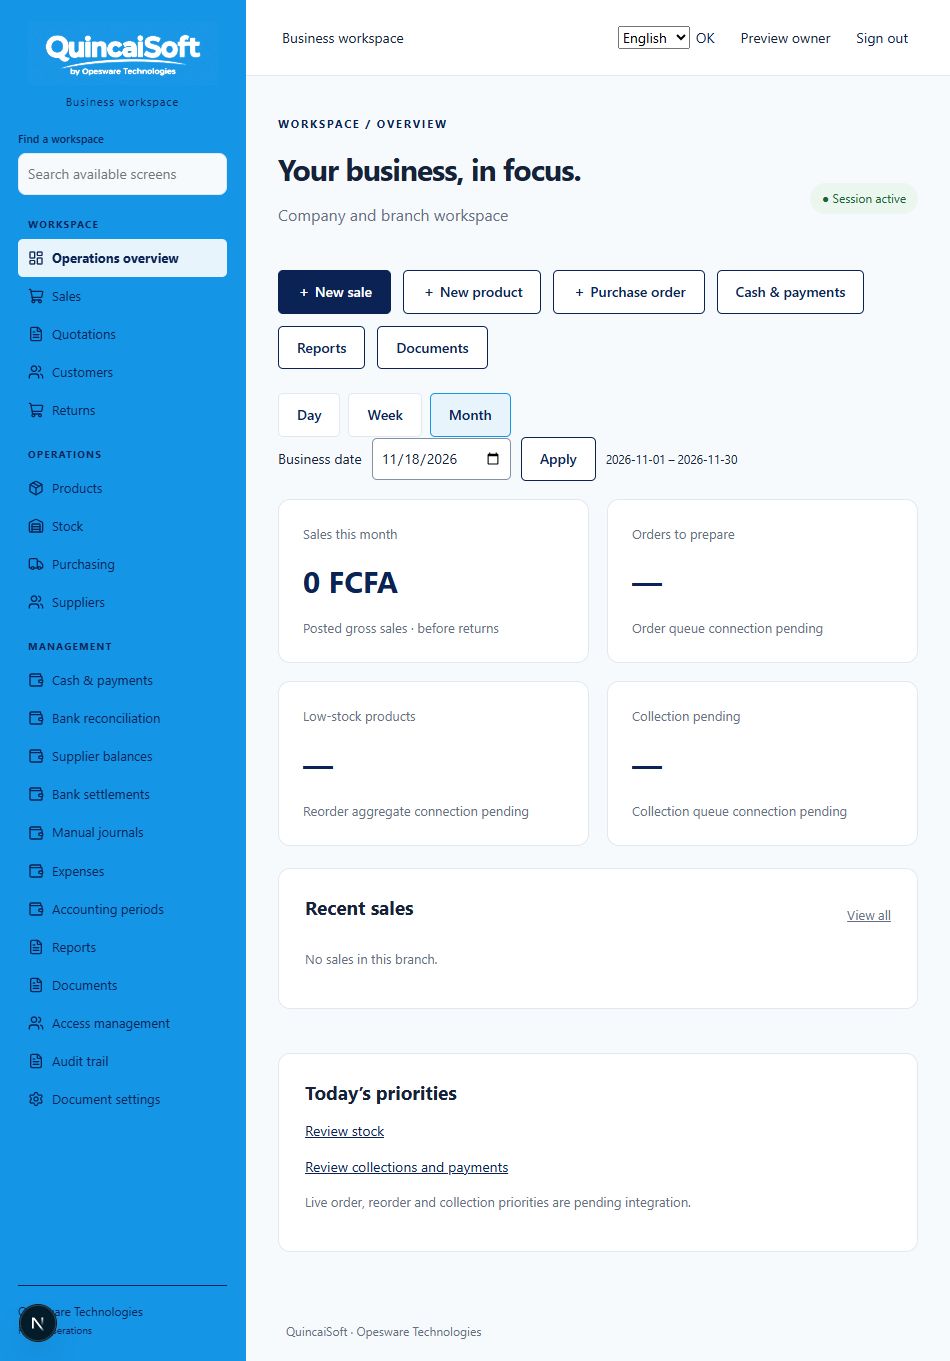 QuincaiSoft
by Opesware Technologies
Business workspace
Find a workspace
Search available screens
WORKSPACE
Operations overview
Sales
Quotations
Customers
Returns
OPERATIONS
Products
Stock
Purchasing
Suppliers
MANAGEMENT
Cash & payments
Bank reconciliation
Supplier balances
Bank settlements
Manual journals
Expenses
Accounting periods
Reports
Documents
Access management
Audit trail
Document settings
Technologies
N
Business workspace
English OK Preview owner Sign out
WORKSPACE / OVERVIEW
Your business, in focus.
Company and branch workspace
● Session active
+ New sale + New product + Purchase order Cash & payments
Reports Documents
Day Week Month
Business date 11/18/2026 Apply 2026-11-01 – 2026-11-30
Sales this month
0 FCFA
Posted gross sales · before returns
Orders to prepare
—
Order queue connection pending
Low-stock products
—
Reorder aggregate connection pending
Collection pending
—
Collection queue connection pending
Recent sales
View all
No sales in this branch.
Today’s priorities
Review stock
Review collections and payments
Live order, reorder and collection priorities are pending integration.
QuincaiSoft · Opesware Technologies